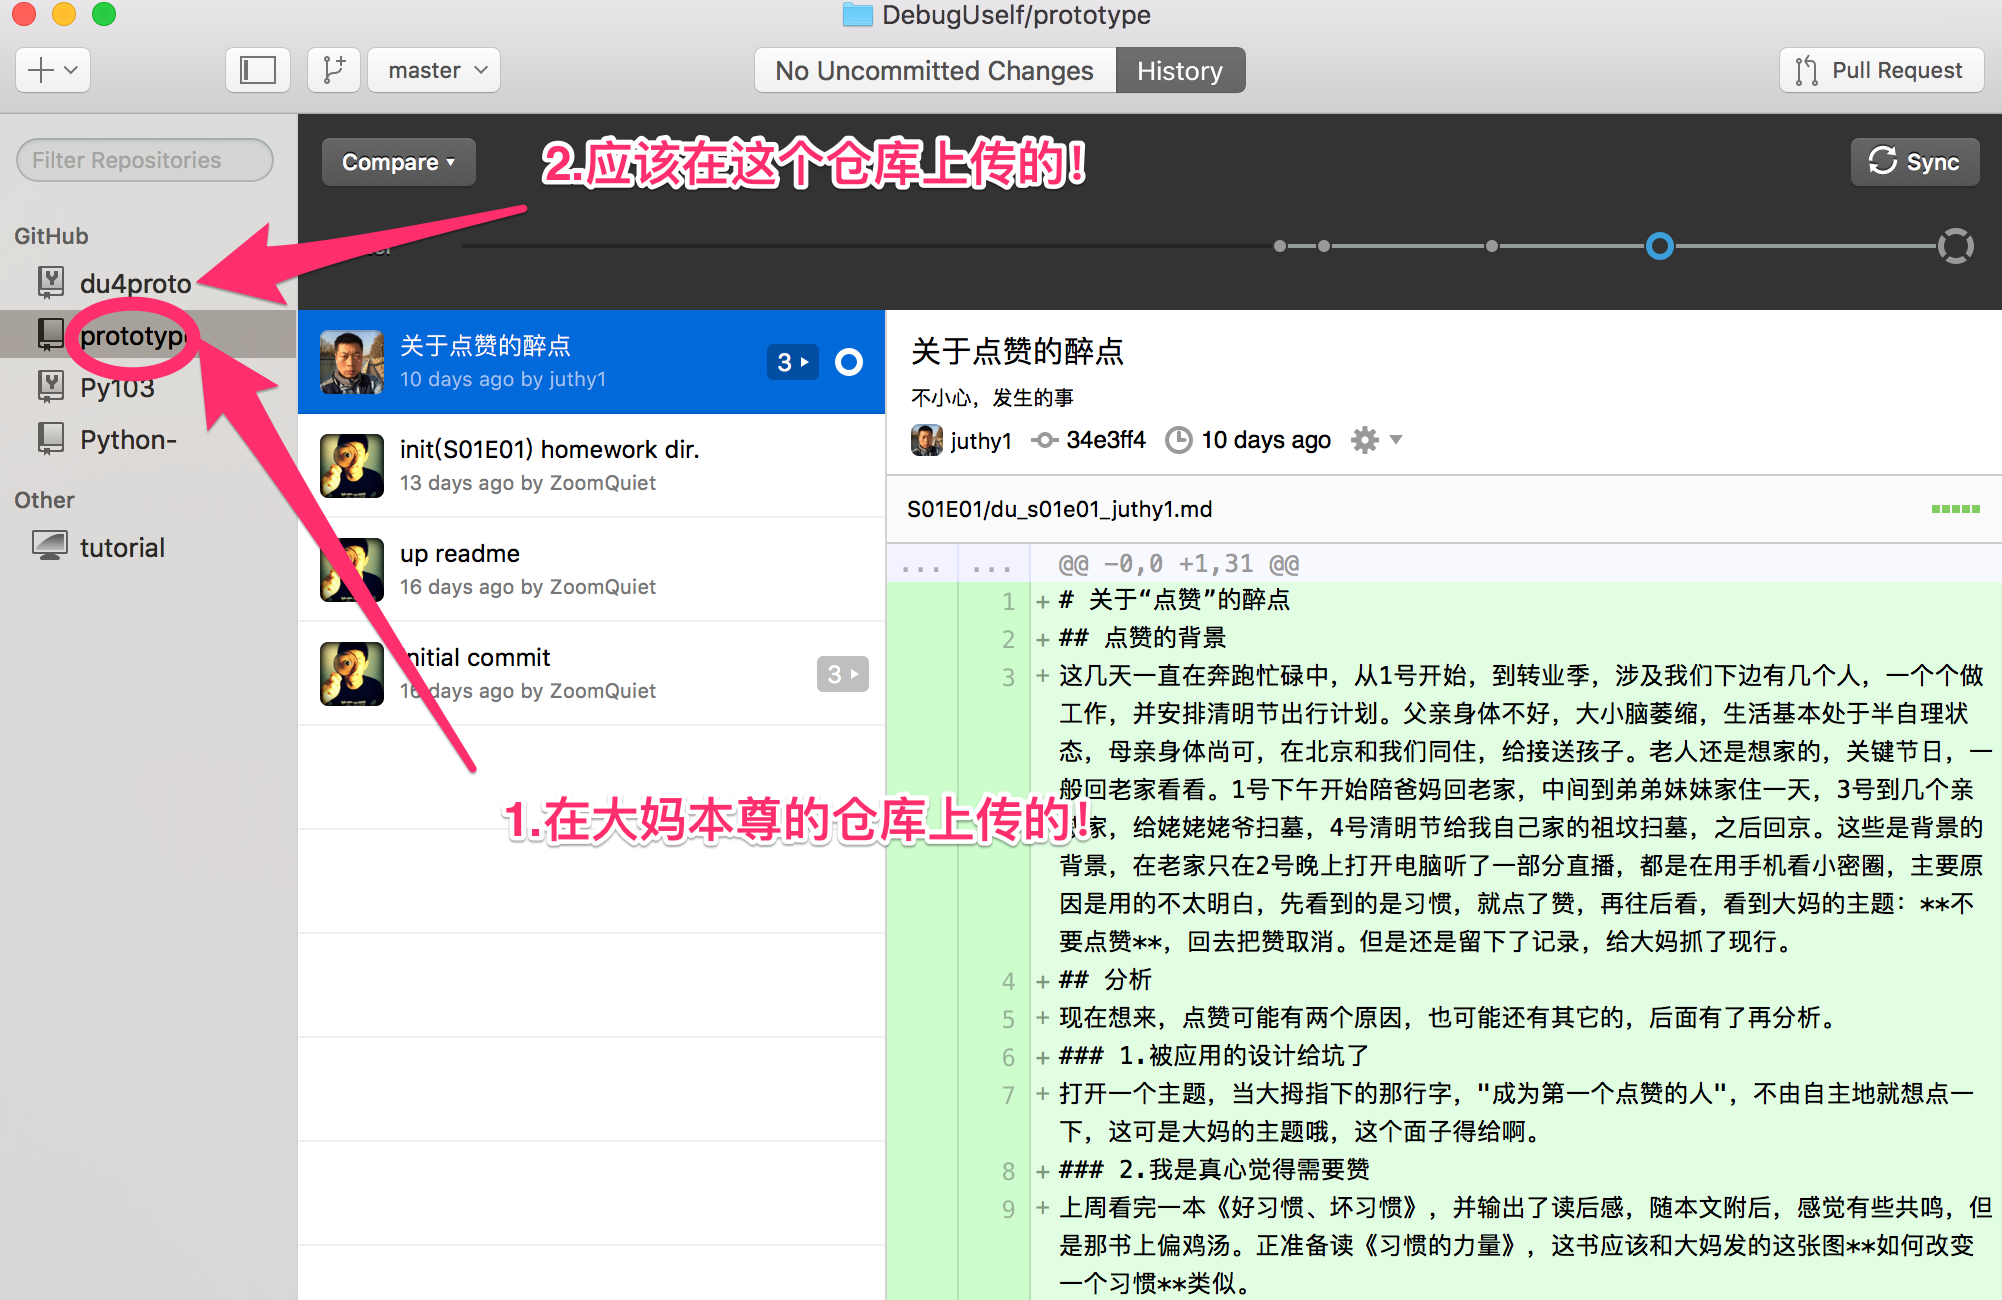 DebugUself/prototype
master
No Uncommitted Changes
History
Pull Request
Filter Repositories
GitHub
du4proto
prototype
Py103
Python-
Other
tutorial
Compare
2.应该在这个仓库上传的!
Sync
关于点赞的醉点
10 days ago by juthy1
3
init(S01E01) homework dir.
13 days ago by ZoomQuiet
up readme
16 days ago by ZoomQuiet
nitial commit
16 days ago by ZoomQuiet
3
1.在大妈本尊的仓库上传的!
关于点赞的醉点
不小心，发生的事
juthy1 34e3ff4 10 days ago
S01E01/du_s01e01_juthy1.md
... ... @@ -0,0 +1,31 @@
1 + # 关于“点赞”的醉点
2 + ## 点赞的背景
3 + 这几天一直在奔跑忙碌中，从1号开始，到转业季，涉及我们下边有几个人，一个个做
工作，并安排清明节出行计划。父亲身体不好，大小脑萎缩，生活基本处于半自理状
态，母亲身体尚可，在北京和我们同住，给接送孩子。老人还是想家的，关键节日，一
般回老家看看。1号下午开始陪爸妈回老家，中间到弟弟妹妹家住一天，3号到几个亲
家，给姥姥姥爷扫墓，4号清明节给我自己家的祖坟扫墓，之后回京。这些是背景的
背景，在老家只在2号晚上打开电脑听了一部分直播，都是在用手机看小密圈，主要原
因是用的不太明白，先看到的是习惯，就点了赞，再往后看，看到大妈的主题：**不
要点赞**，回去把赞取消。但是还是留下了记录，给大妈抓了现行。
4 + ## 分析
5 + 现在想来，点赞可能有两个原因，也可能还有其它的，后面有了再分析。
6 + ### 1.被应用的设计给坑了
7 + 打开一个主题，当大拇指下的那行字，"成为第一个点赞的人"，不由自主地就想点一
下，这可是大妈的主题哦，这个面子得给啊。
8 + ### 2.我是真心觉得需要赞
9 + 上周看完一本《好习惯、坏习惯》，并输出了读后感，随本文附后，感觉有些共鸣，但
是那书上偏鸡汤。正准备读《习惯的力量》，这书应该和大妈发的这张图**如何改变
一个习惯**类似。